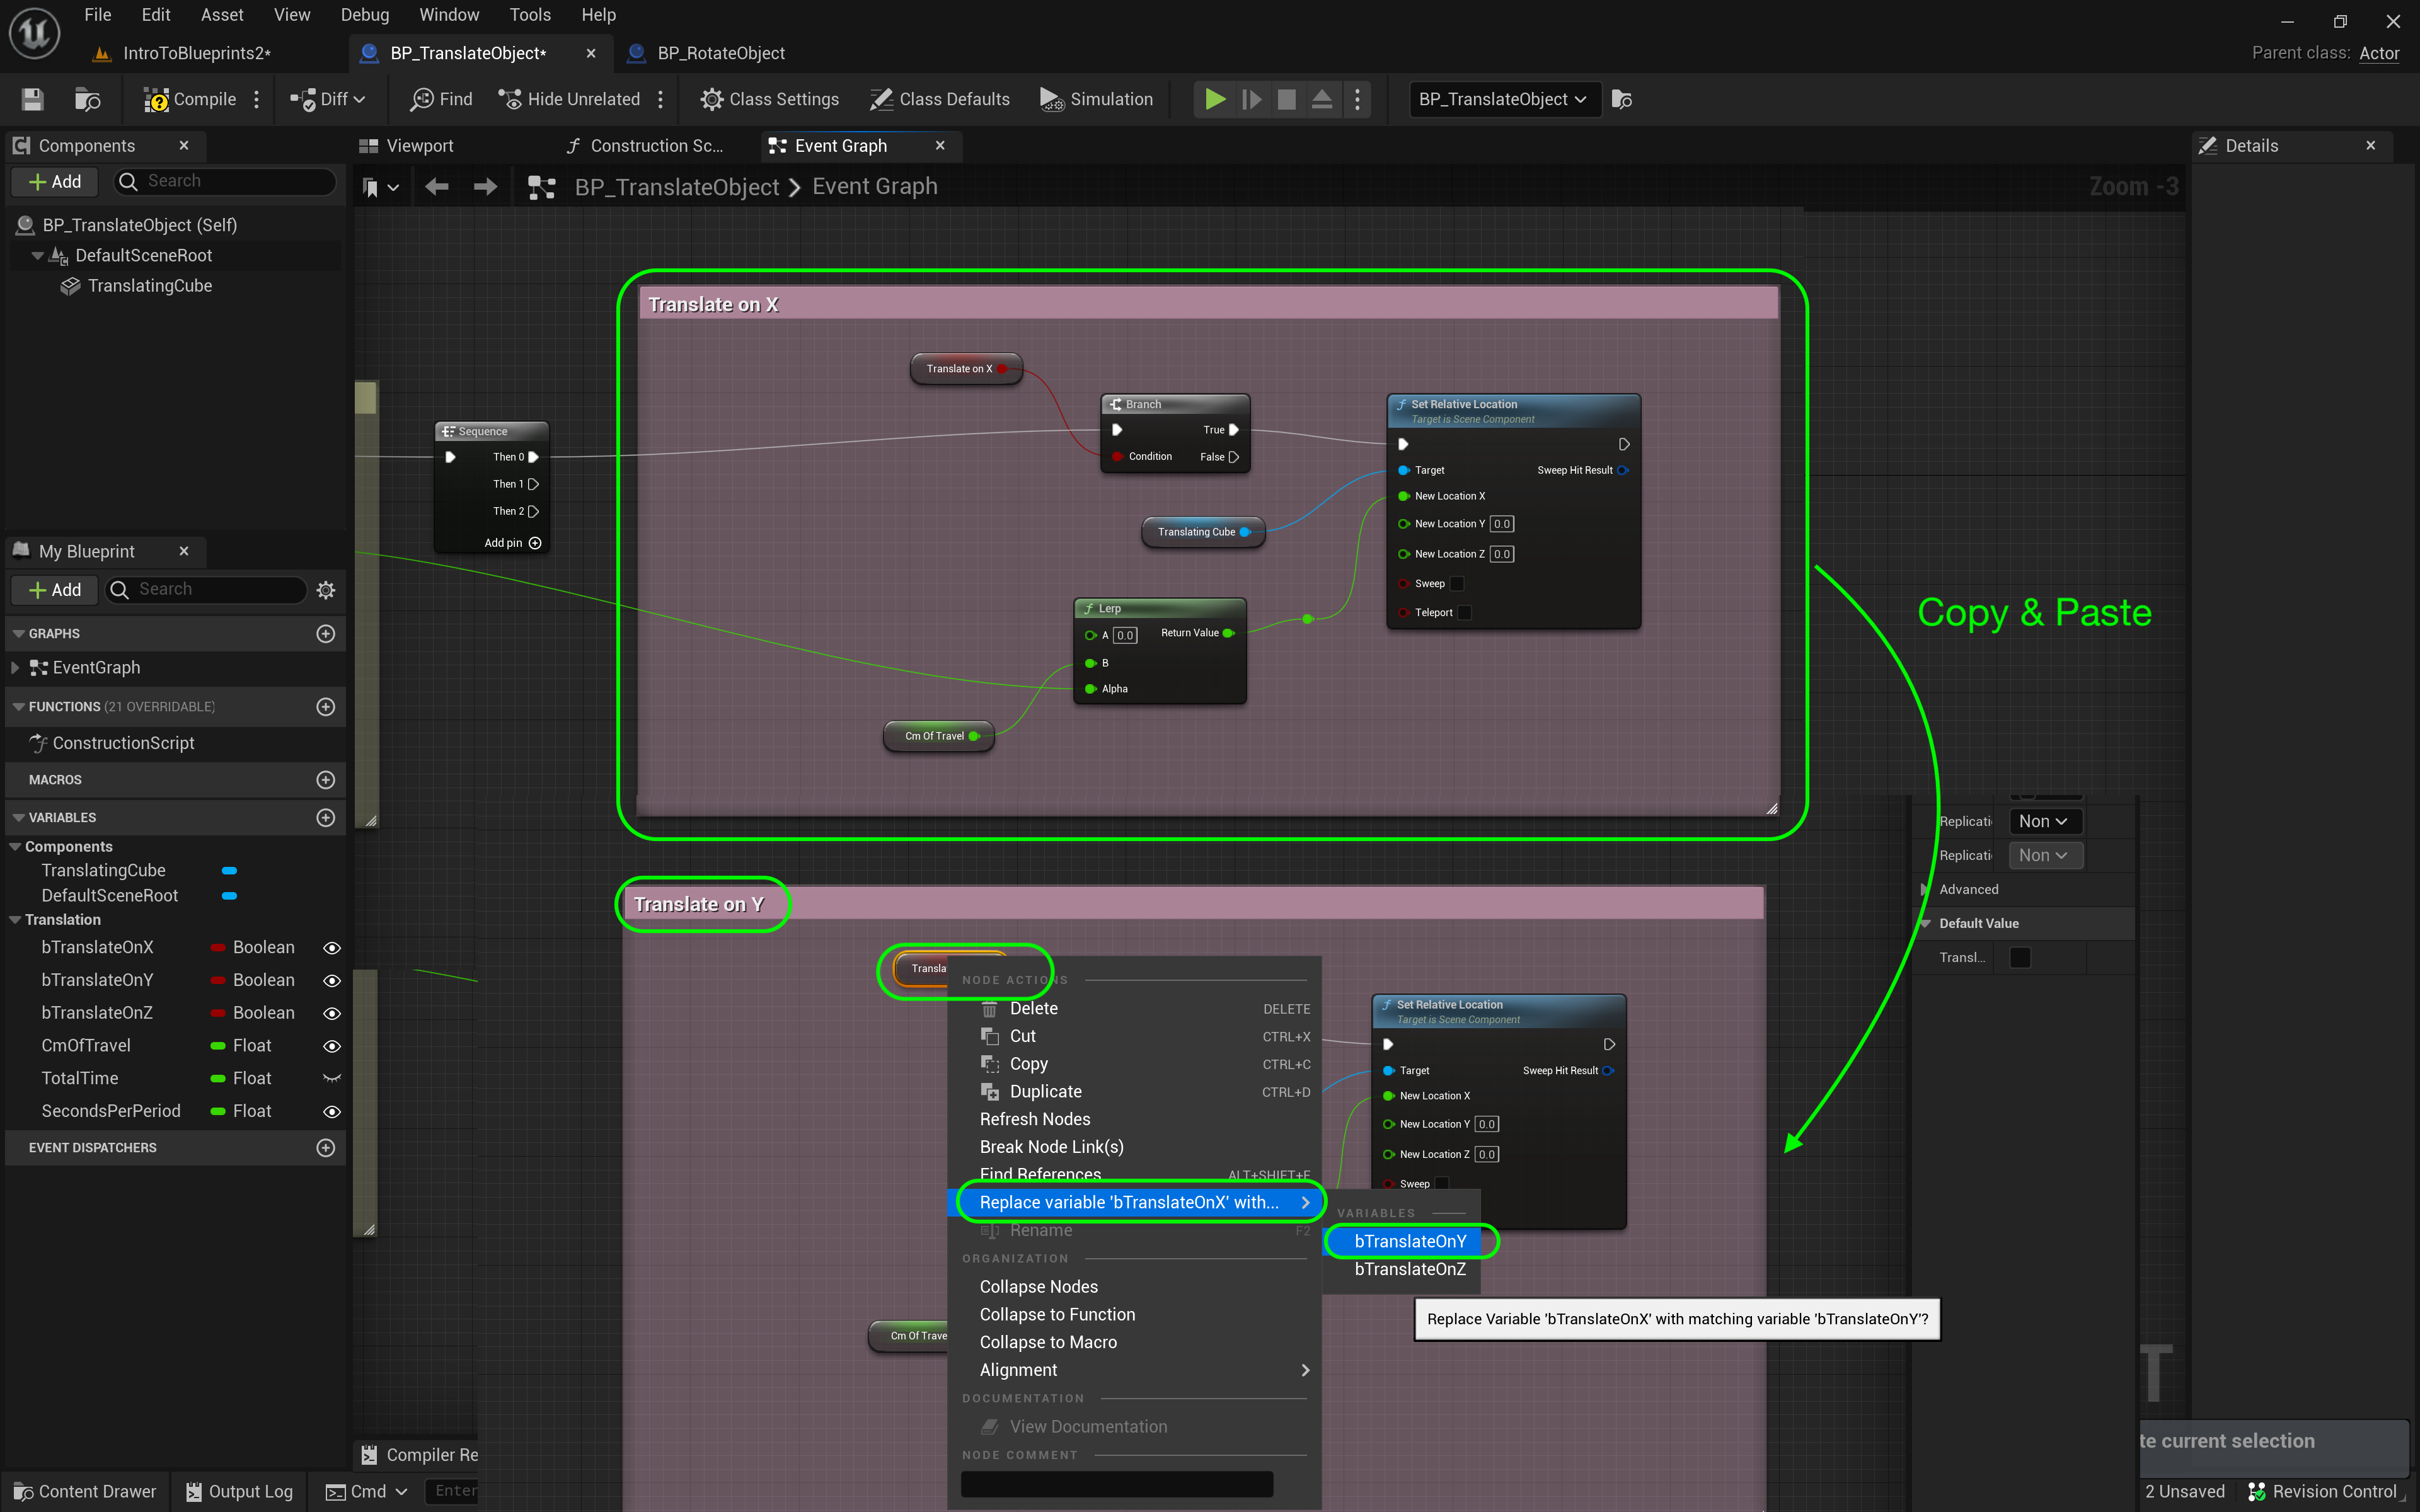 File Edit Asset View Debug Window Tools Help
IntroToBlueprints2* BP_TranslateObject* BP_RotateObject Parent class: Actor
Compile Diff Find Hide Unrelated Class Settings Class Defaults Simulation BP_TranslateObject
Components Viewport Construction Sc... Event Graph Details
Add Search BP_TranslateObject > Event Graph Zoom -3
BP_TranslateObject (Self)
DefaultSceneRoot
TranslatingCube
My Blueprint
Add Search
GRAPHS
EventGraph
FUNCTIONS (21 OVERRIDABLE)
ConstructionScript
MACROS
VARIABLES
Components
TranslatingCube
DefaultSceneRoot
Translation
bTranslateOnX Boolean
bTranslateOnY Boolean
bTranslateOnZ Boolean
CmOfTravel Float
TotalTime Float
SecondsPerPeriod Float
EVENT DISPATCHERS
Translate on X
Translate on X
Sequence
Then 0
Then 1
Then 2
Add pin
Branch
True
Condition False
Set Relative Location
Target is Scene Component
Target Sweep Hit Result
New Location X
New Location Y 0.0
New Location Z 0.0
Sweep
Teleport
Translating Cube
Lerp
A 0.0 Return Value
B
Alpha
Cm Of Travel
Copy & Paste
Replicati Non
Replicati Non
Advanced
Default Value
Transl...
Translate on Y
Transla
NODE ACTIONS
Delete DELETE
Cut CTRL+X
Copy CTRL+C
Duplicate CTRL+D
Refresh Nodes
Break Node Link(s)
Find References ALT+SHIFT+F
Replace variable 'bTranslateOnX' with...
Rename F2
ORGANIZATION
Collapse Nodes
Collapse to Function
Collapse to Macro
Alignment
DOCUMENTATION
View Documentation
NODE COMMENT
Set Relative Location
Target is Scene Component
Target Sweep Hit Result
New Location X
New Location Y 0.0
New Location Z 0.0
Sweep
VARIABLES
bTranslateOnY
bTranslateOnZ
Replace Variable 'bTranslateOnX' with matching variable 'bTranslateOnY'?
Cm Of Trave
T
Compiler Re
te current selection
Content Drawer Output Log Cmd Enter 2 Unsaved Revision Control